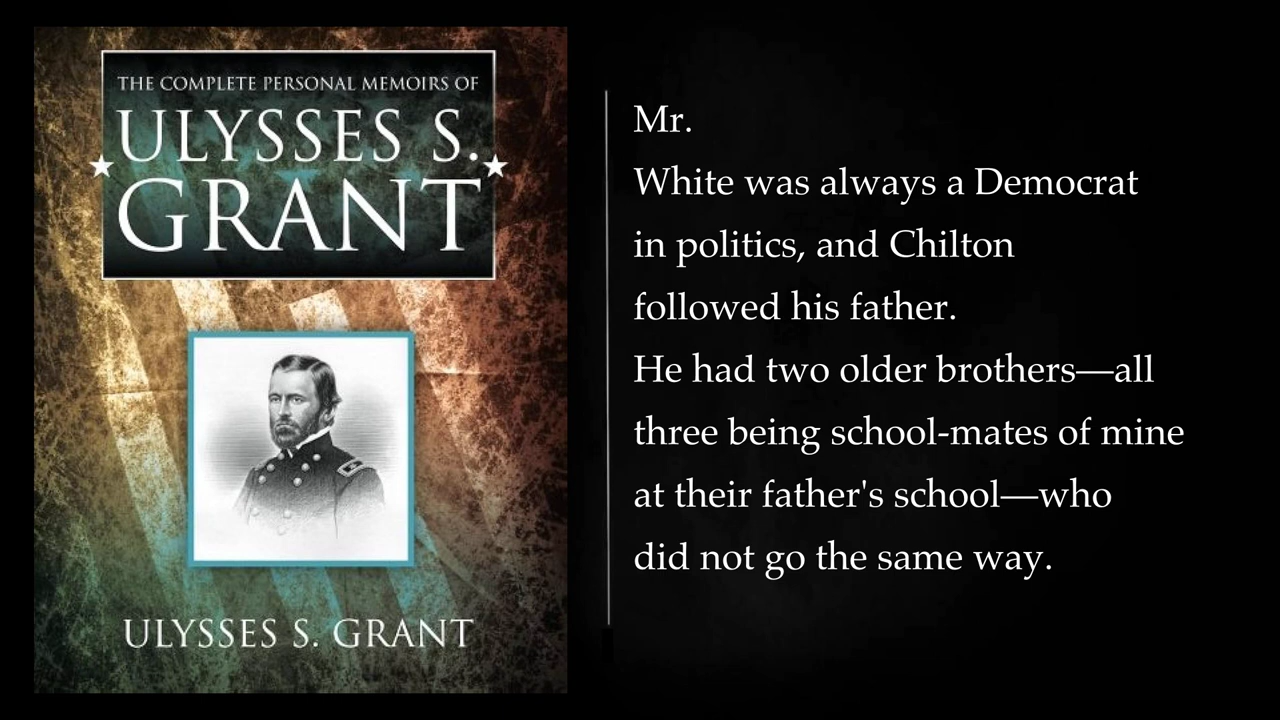 THE COMPLETE PERSONAL MEMOIRS OF
ULYSSES S.
GRANT
ULYSSES S. GRANT
Mr.
White was always a Democrat
in politics, and Chilton
followed his father.
He had two older brothers—all
three being school-mates of mine
at their father's school—who
did not go the same way.